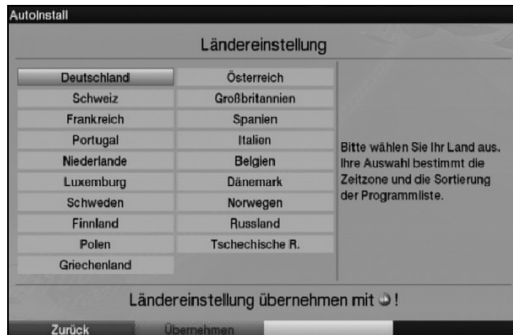 AutoInstall
Ländereinstellung
Deutschland Österreich
Schweiz Großbritannien
Frankreich Spanien
Portugal Italien
Niederlande Belgien
Luxemburg Dänemark
Schweden Norwegen
Finnland Russland
Polen Tschechische R.
Griechenland
Bitte wählen Sie Ihr Land aus.
Ihre Auswahl bestimmt die
Zeitzone und die Sortierung
der Programmliste.
Ländereinstellung übernehmen mit !
Zurück Übernehmen